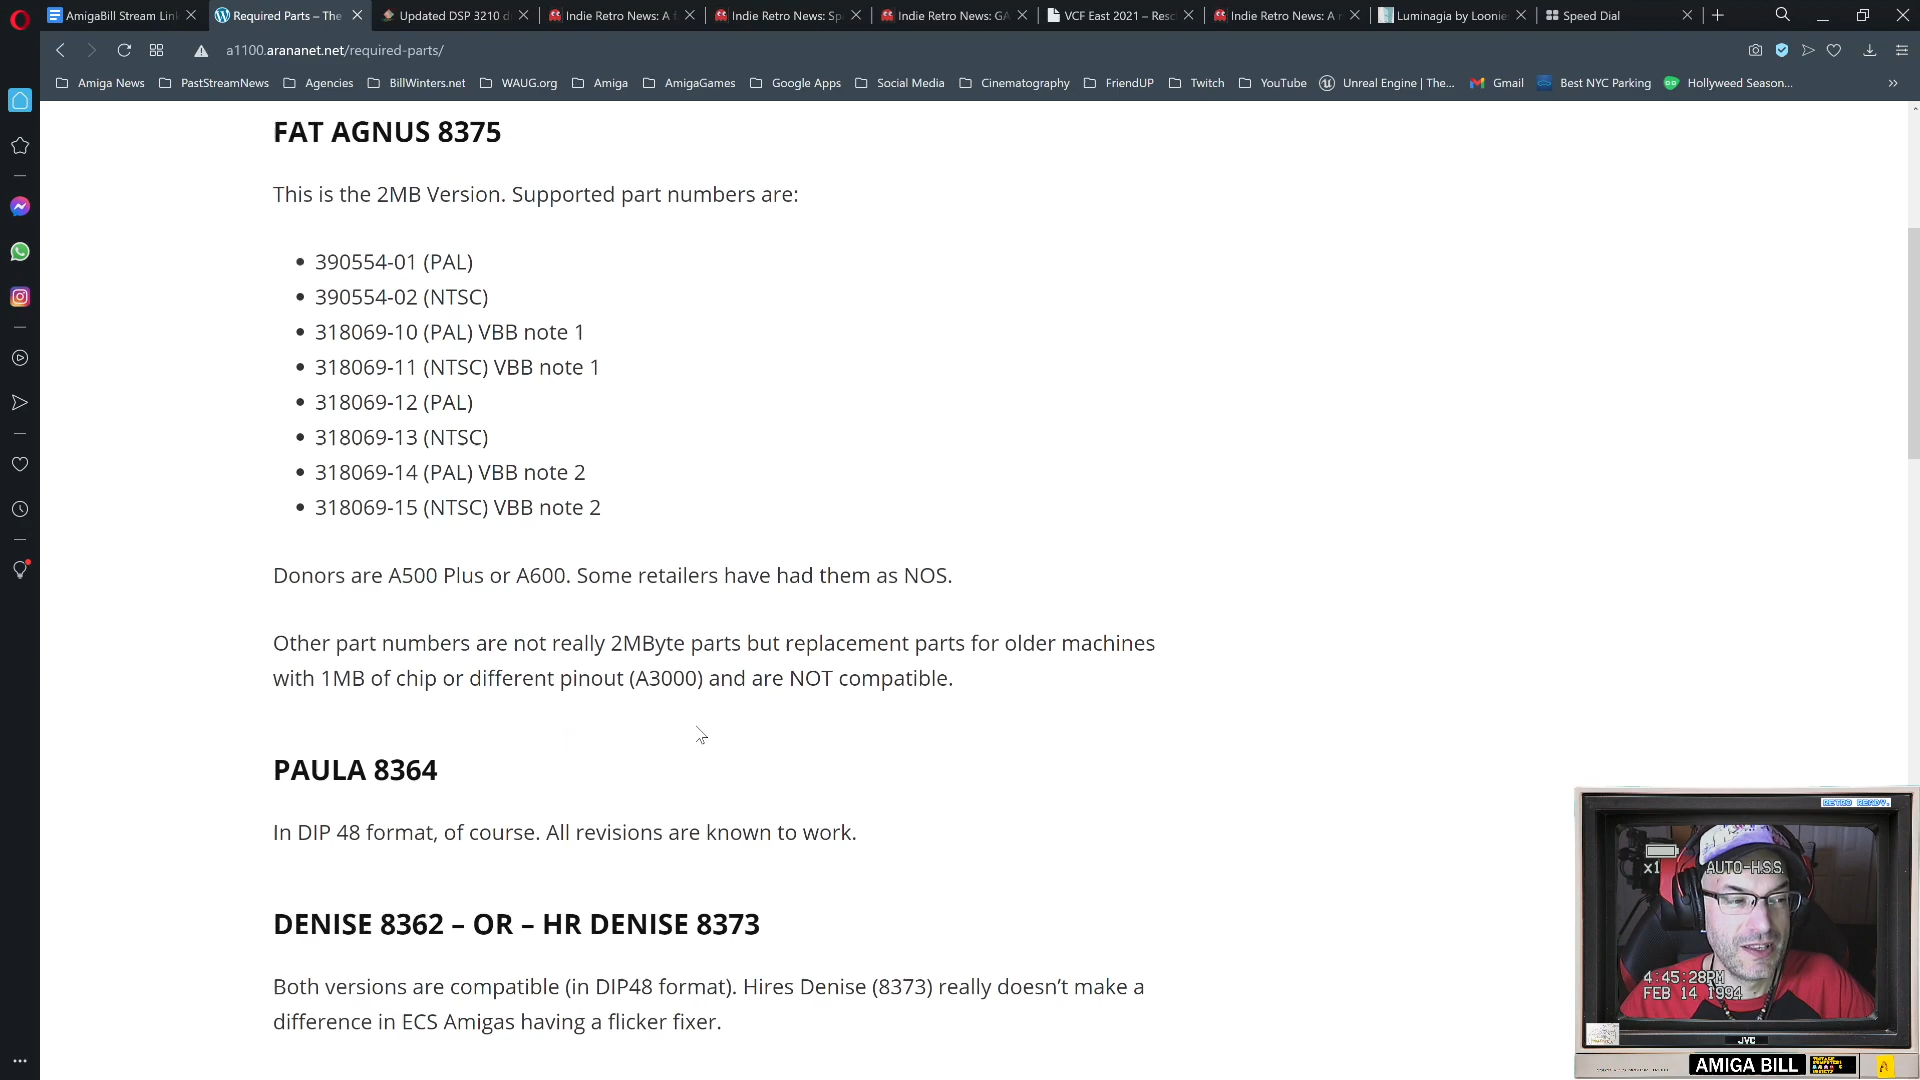 AmigaBill Stream Lin
Required Parts – The
Updated DSP 3210 d
Indie Retro News: A f
Indie Retro News: Sp
Indie Retro News: GA
VCF East 2021 – Resc
Indie Retro News: A r
Luminagia by Loonie
Speed Dial
a1100.arananet.net/required-parts/
Amiga News
PastStreamNews
Agencies
BillWinters.net
WAUG.org
Amiga
AmigaGames
Google Apps
Social Media
Cinematography
FriendUP
Twitch
YouTube
Unreal Engine | The...
Gmail
Best NYC Parking
Hollyweed Season...
FAT AGNUS 8375
This is the 2MB Version. Supported part numbers are:
• 390554-01 (PAL)
• 390554-02 (NTSC)
• 318069-10 (PAL) VBB note 1
• 318069-11 (NTSC) VBB note 1
• 318069-12 (PAL)
• 318069-13 (NTSC)
• 318069-14 (PAL) VBB note 2
• 318069-15 (NTSC) VBB note 2
Donors are A500 Plus or A600. Some retailers have had them as NOS.
Other part numbers are not really 2MByte parts but replacement parts for older machines
with 1MB of chip or different pinout (A3000) and are NOT compatible.
PAULA 8364
In DIP 48 format, of course. All revisions are known to work.
DENISE 8362 – OR – HR DENISE 8373
Both versions are compatible (in DIP48 format). Hires Denise (8373) really doesn't make a
difference in ECS Amigas having a flicker fixer.
RETRO READY.
x1
AUTO-H.S.S.
4:45:28PM
FEB 14 1994
JVC
AMIGA BILL